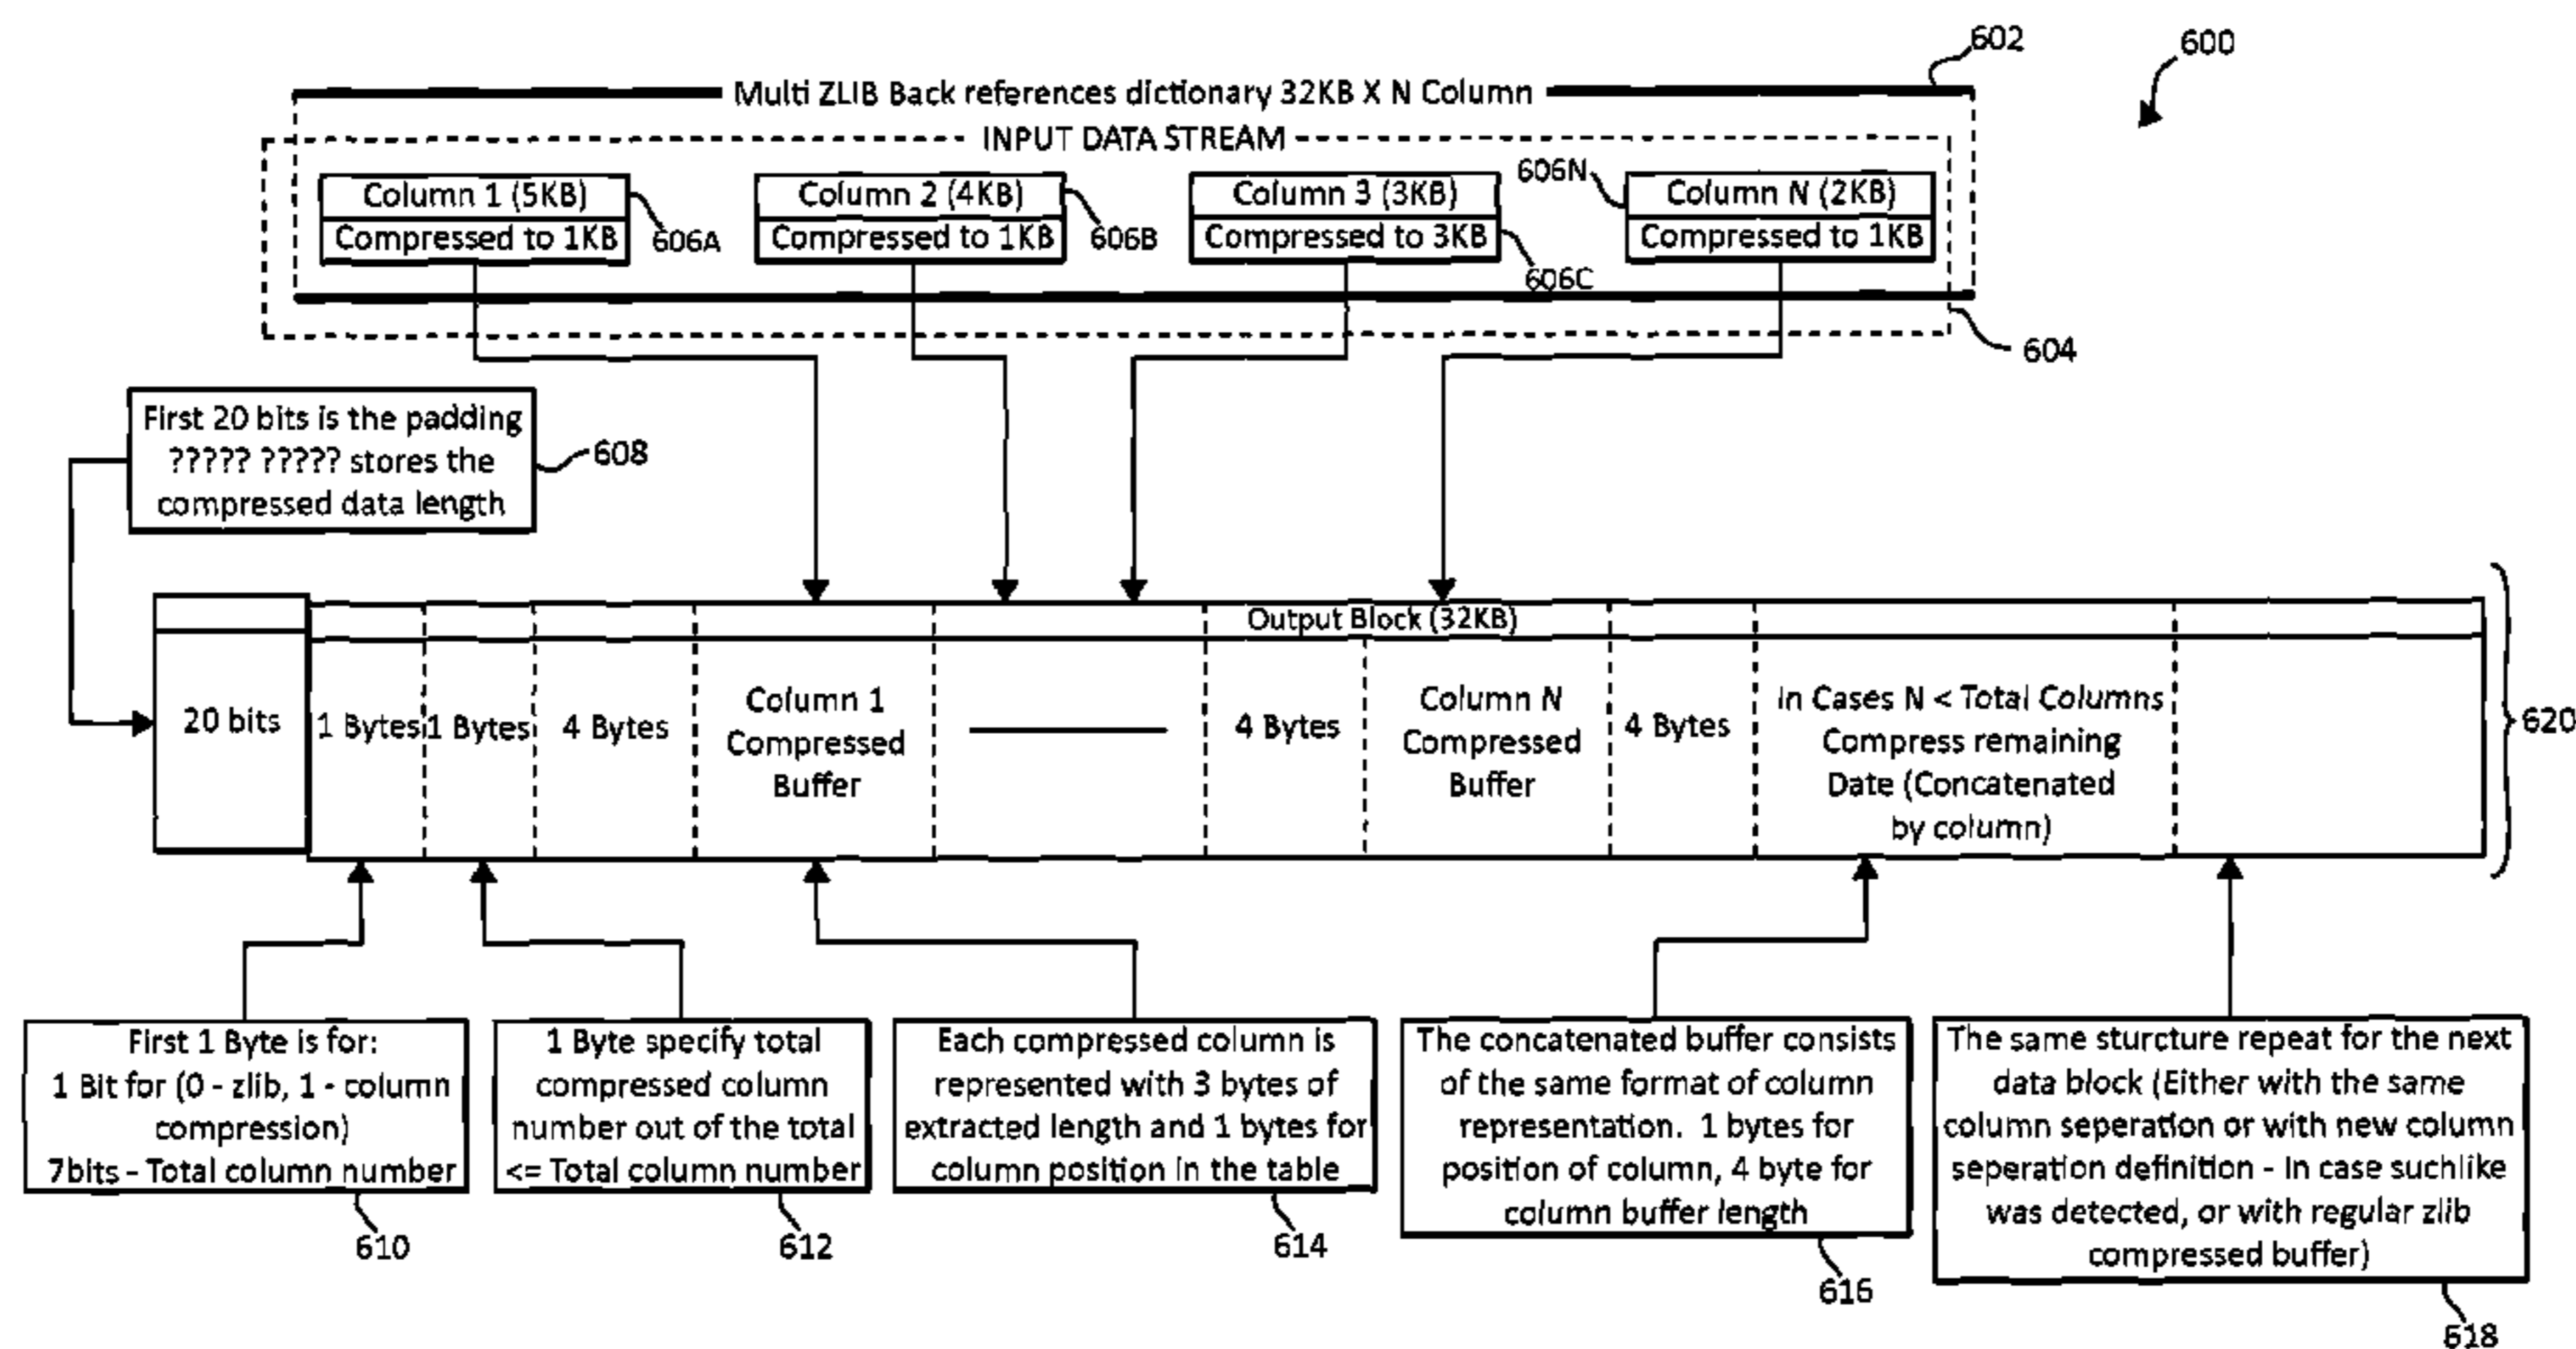 602
600
Multi ZLIB Back references dictionary 32KB X N Column
INPUT DATA STREAM
Column 1 (5KB)
Compressed to 1KB
606A
Column 2 (4KB)
Compressed to 1KB
606B
Column 3 (3KB)
Compressed to 3KB
606C
606N
Column N (2KB)
Compressed to 1KB
604
First 20 bits is the padding
????? ????? stores the
compressed data length
608
Output Block (32KB)
20 bits
1 Bytes
1 Bytes
4 Bytes
Column 1
Compressed
Buffer
4 Bytes
Column N
Compressed
Buffer
4 Bytes
In Cases N < Total Columns
Compress remaining
Date (Concatenated
by column)
620
First 1 Byte is for:
1 Bit for (0 - zlib, 1 - column
compression)
7bits - Total column number
610
1 Byte specify total
compressed column
number out of the total
<= Total column number
612
Each compressed column is
represented with 3 bytes of
extracted length and 1 bytes for
column position in the table
614
The concatenated buffer consists
of the same format of column
representation. 1 bytes for
position of column, 4 byte for
column buffer length
616
The same sturcture repeat for the next
data block (Either with the same
column seperation or with new column
seperation definition - In case suchlike
was detected, or with regular zlib
compressed buffer)
618